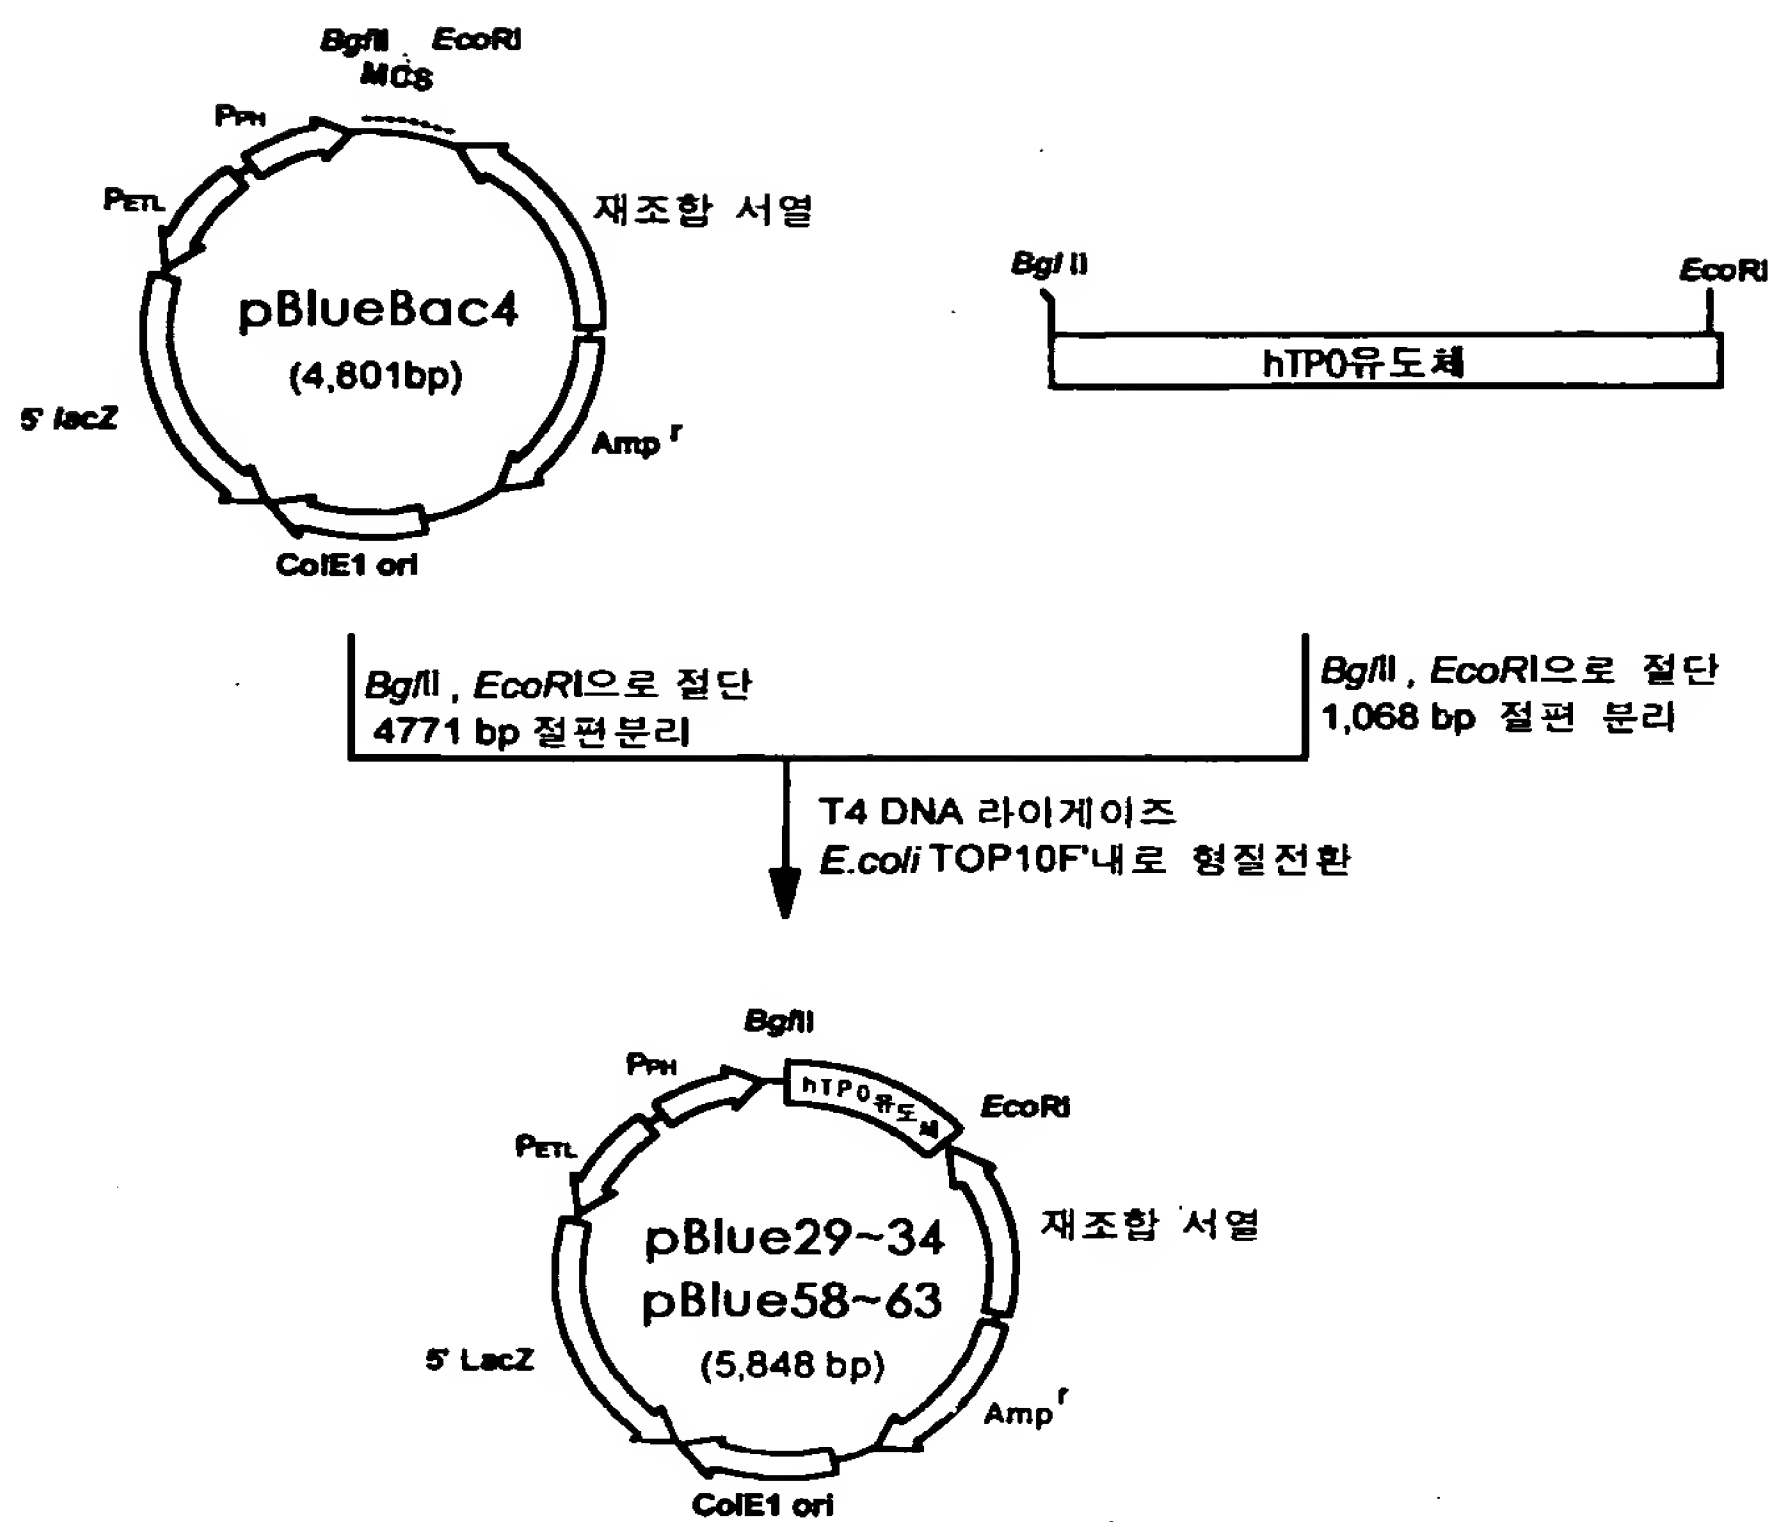 BglII EcoRI
MCS
PPH
PETL
재조합 서열
pBlueBac4
(4,801bp)
5' lacZ
Amp r
ColE1 ori
Bgl II
EcoRI
hTPO유도체
BglII , EcoRI으로 절단
4771 bp 절편분리
BglII , EcoRI으로 절단
1,068 bp 절편 분리
T4 DNA 라이게이즈
E.coli TOP10F'내로 형질전환
BglII
PPH
hTPO유도체
EcoRI
PETL
재조합 서열
pBlue29~34
pBlue58~63
(5,848 bp)
5' LacZ
Amp r
ColE1 ori